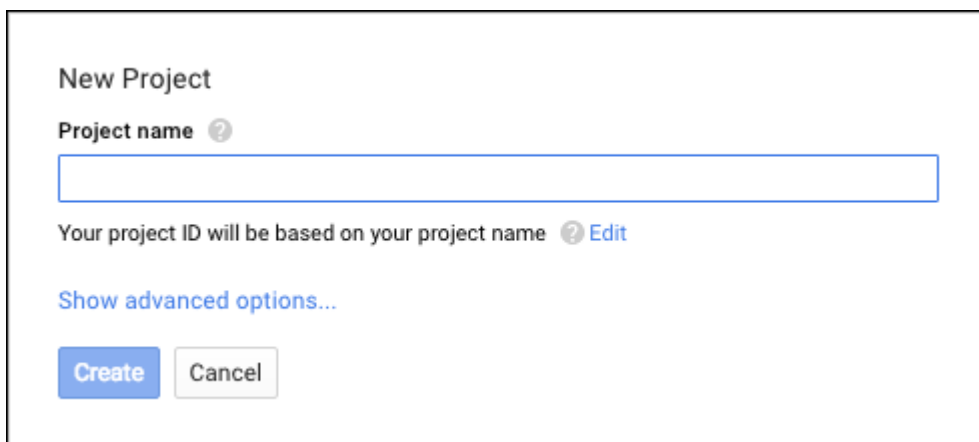 New Project
Project name ?
Your project ID will be based on your project name ? Edit
Show advanced options...
Create Cancel